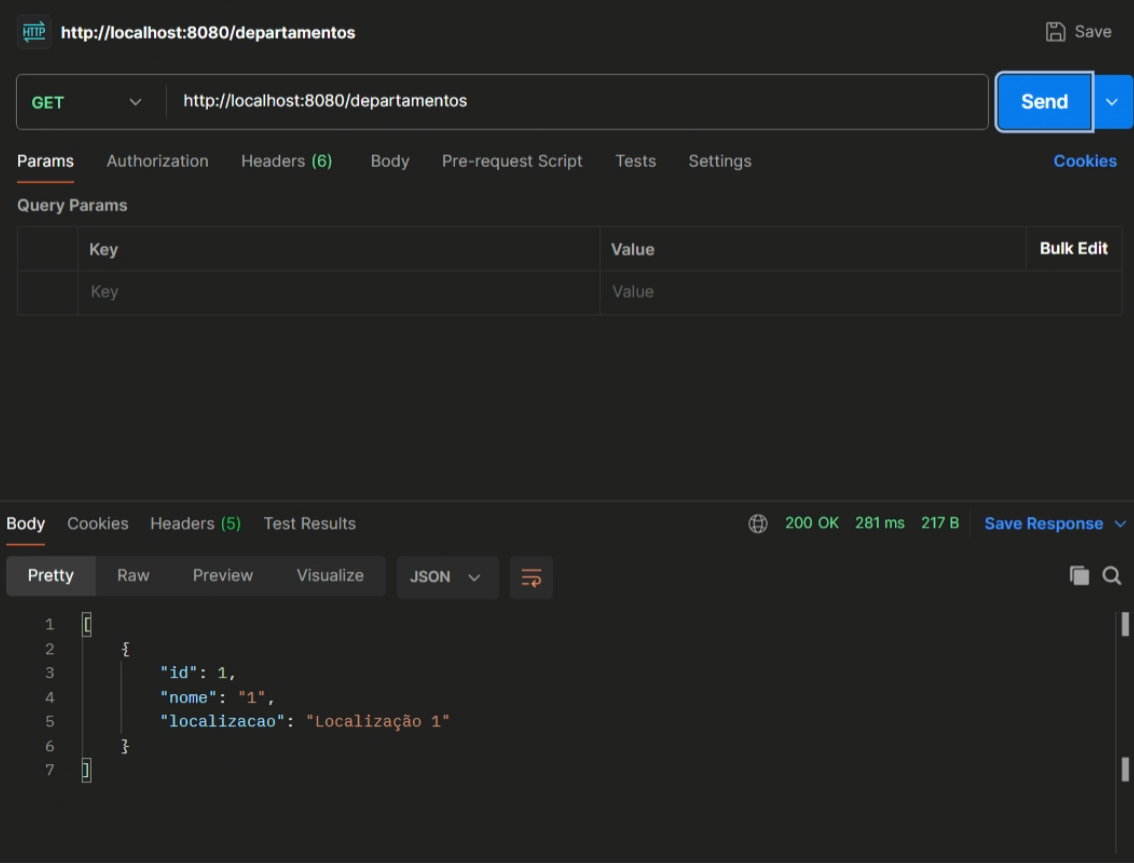 HTTP http://localhost:8080/departamentos Save
GET http://localhost:8080/departamentos Send
Params Authorization Headers (6) Body Pre-request Script Tests Settings Cookies
Query Params
Key Value Bulk Edit
Key Value
Body Cookies Headers (5) Test Results 200 OK 281 ms 217 B Save Response
Pretty Raw Preview Visualize JSON
1 [
2 {
3 "id": 1,
4 "nome": "1",
5 "localizacao": "Localização 1"
6 }
7 ]